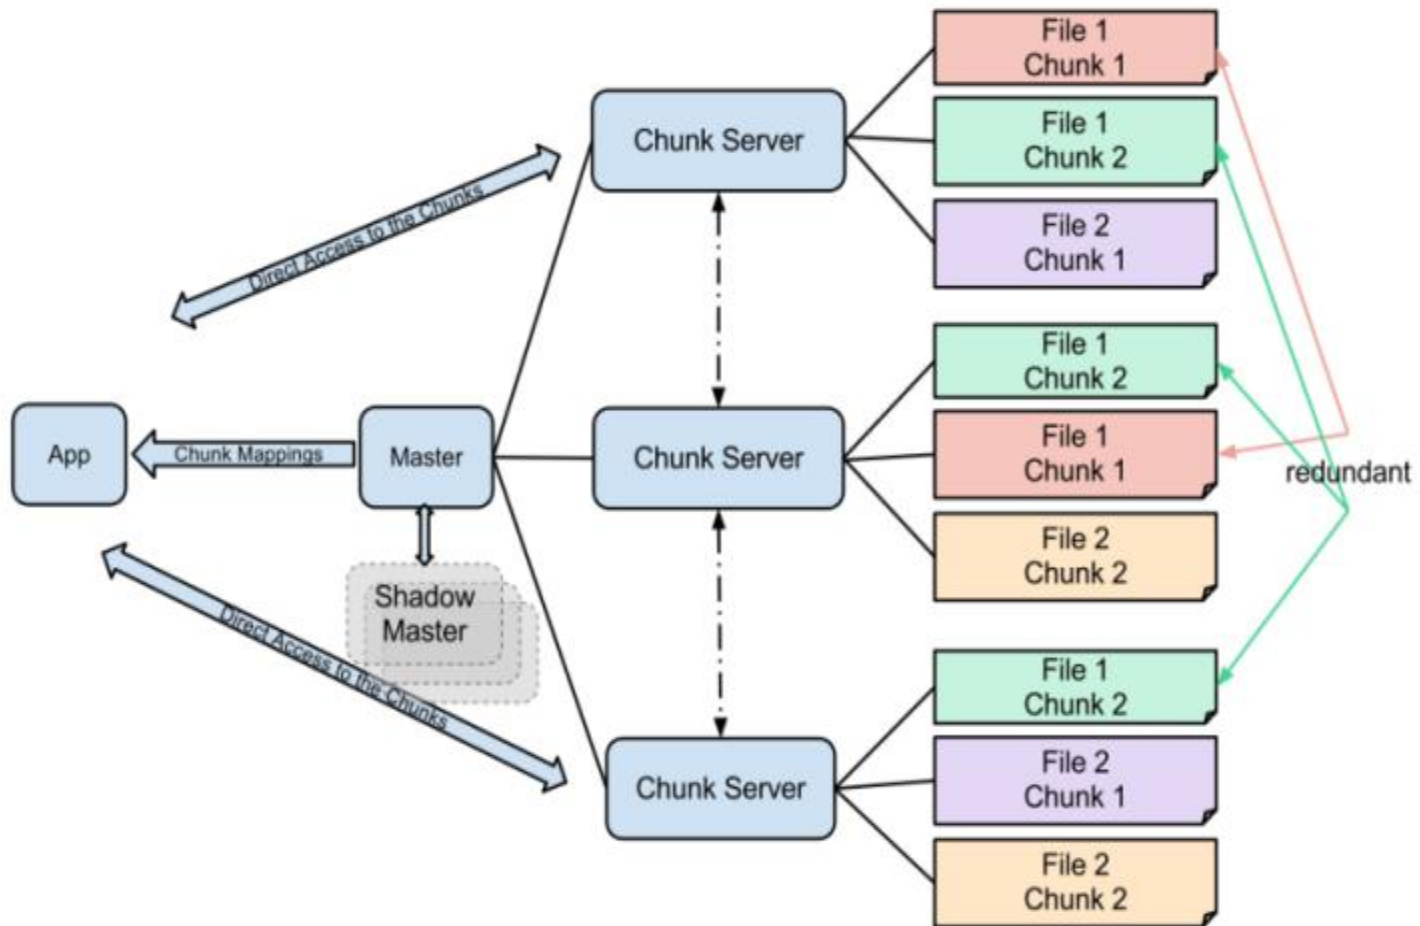 File 1
Chunk 1
File 1
Chunk 2
File 2
Chunk 1
Chunk Server
Direct Access to the Chunks
File 1
Chunk 2
File 1
Chunk 1
File 2
Chunk 2
App
Chunk Mappings
Master
Chunk Server
redundant
Shadow
Master
Direct Access to the Chunks
Chunk Server
File 1
Chunk 2
File 2
Chunk 1
File 2
Chunk 2